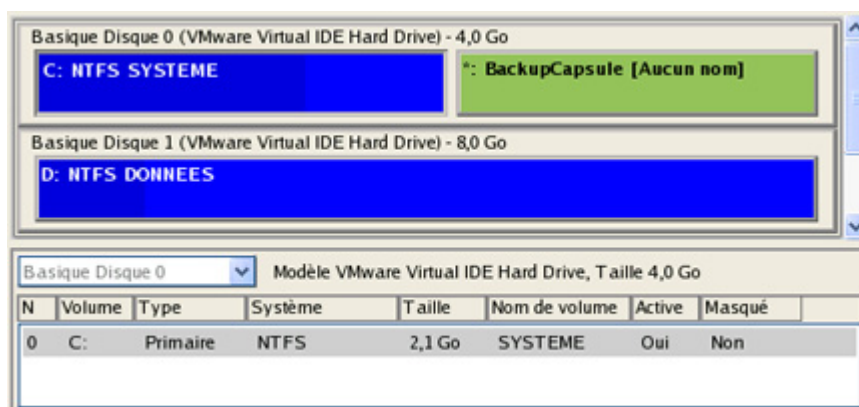 Basique Disque 0 (VMware Virtual IDE Hard Drive) - 4,0 Go
C: NTFS SYSTEME
*: BackupCapsule [Aucun nom]
Basique Disque 1 (VMware Virtual IDE Hard Drive) - 8,0 Go
D: NTFS DONNEES
Basique Disque 0
Modèle VMware Virtual IDE Hard Drive, Taille 4,0 Go
N Volume Type Système Taille Nom de volume Active Masqué
0 C: Primaire NTFS 2,1 Go SYSTEME Oui Non